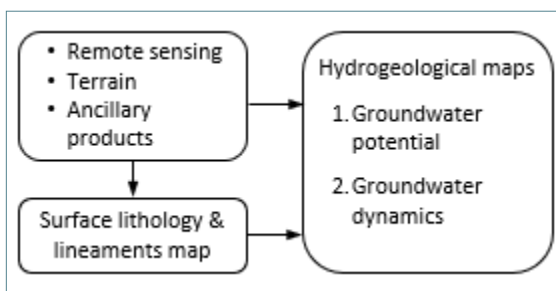 • Remote sensing
• Terrain
• Ancillary
products
Surface lithology &
lineaments map
Hydrogeological maps
1. Groundwater
potential
2. Groundwater
dynamics